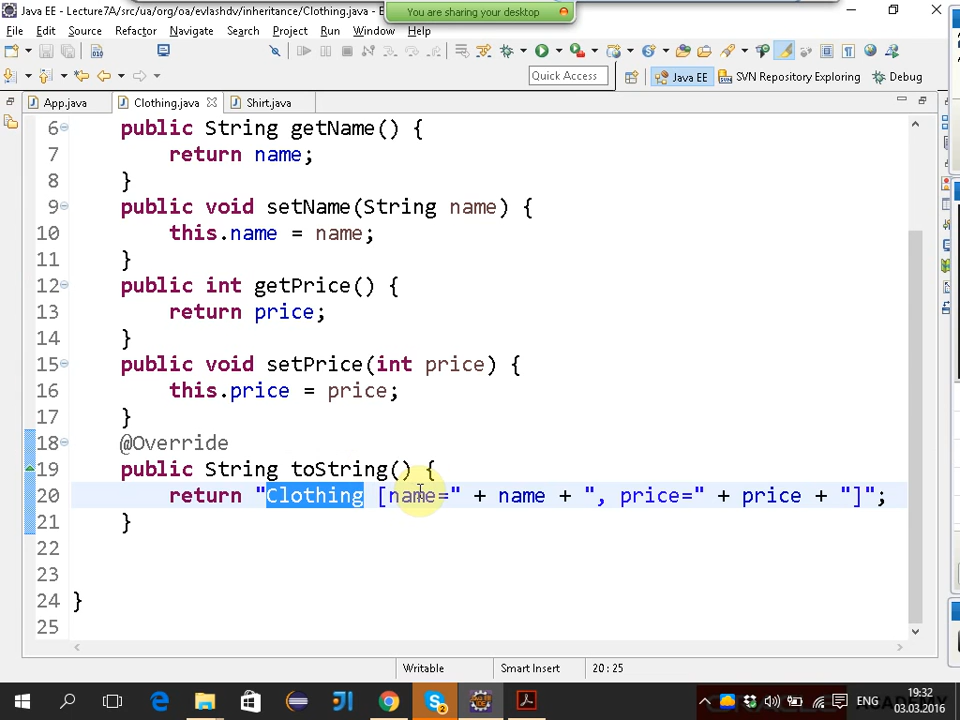 Java EE - Lecture7A/src/ua/org/oa/evlashdv/inheritance/Clothing.java - E
You are sharing your desktop
File Edit Source Refactor Navigate Search Project Run Window Help
Quick Access
Java EE
SVN Repository Exploring
Debug
App.java
Clothing.java
Shirt.java
6 public String getName() {
7 return name;
8 }
9 public void setName(String name) {
10 this.name = name;
11 }
12 public int getPrice() {
13 return price;
14 }
15 public void setPrice(int price) {
16 this.price = price;
17 }
18 @Override
19 public String toString() {
20 return "Clothing [name=" + name + ", price=" + price + "]";
21 }
22
23
24 }
25
Writable
Smart Insert
20 : 25
2
ENG
19:32
03.03.2016